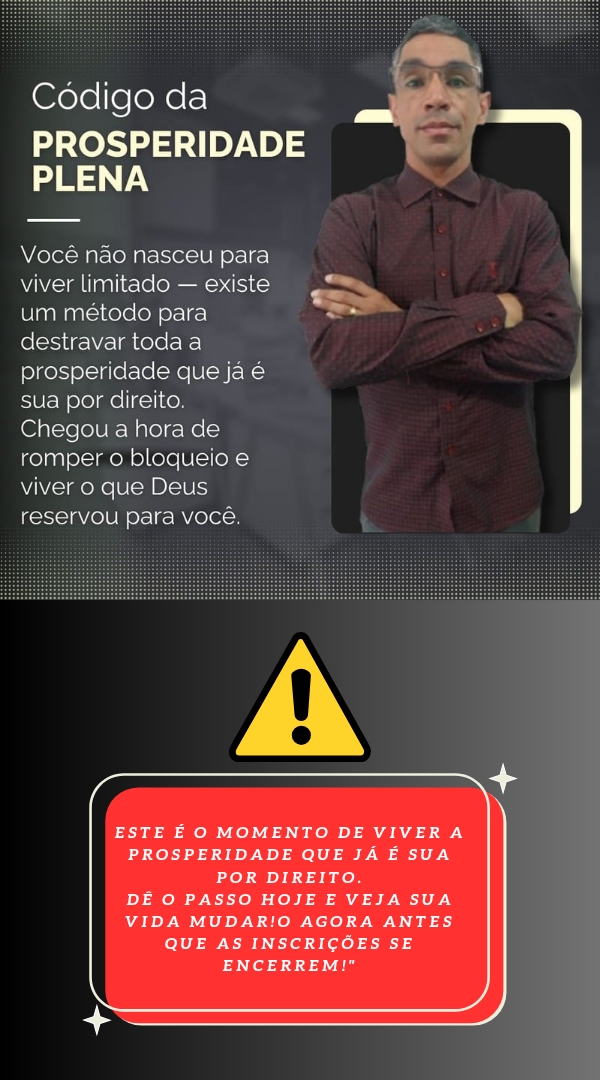 Código da
PROSPERIDADE
PLENA
Você não nasceu para
viver limitado — existe
um método para
destravar toda a
prosperidade que já é
sua por direito.
Chegou a hora de
romper o bloqueio e
viver o que Deus
reservou para você.
ESTE É O MOMENTO DE VIVER A
PROSPERIDADE QUE JÁ É SUA
POR DIREITO.
DÊ O PASSO HOJE E VEJA SUA
VIDA MUDAR!O AGORA ANTES
QUE AS INSCRIÇÕES SE
ENCERREM!"